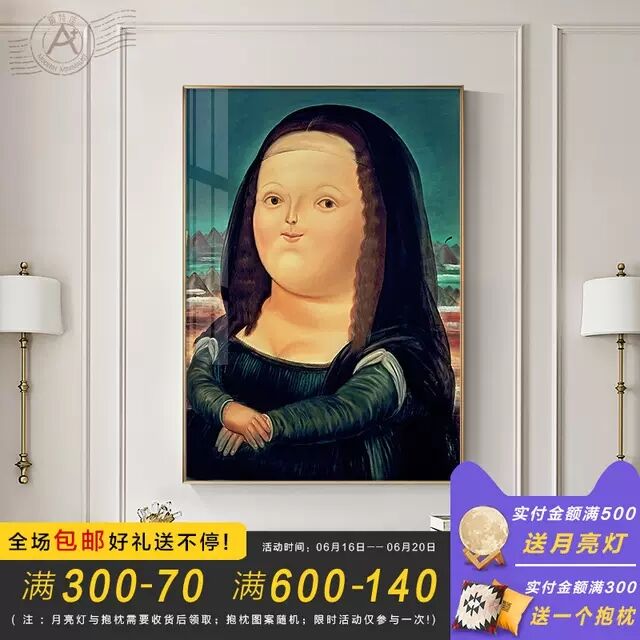 A
实付金额满500
送月亮灯
实付金额满300
送一个抱枕
全场包邮好礼送不停!
活动时间：06月16日——06月20日
满300-70 满600-140
( 注：月亮灯与抱枕需要收货后领取；抱枕图案随机；限时活动仅参与一次! )